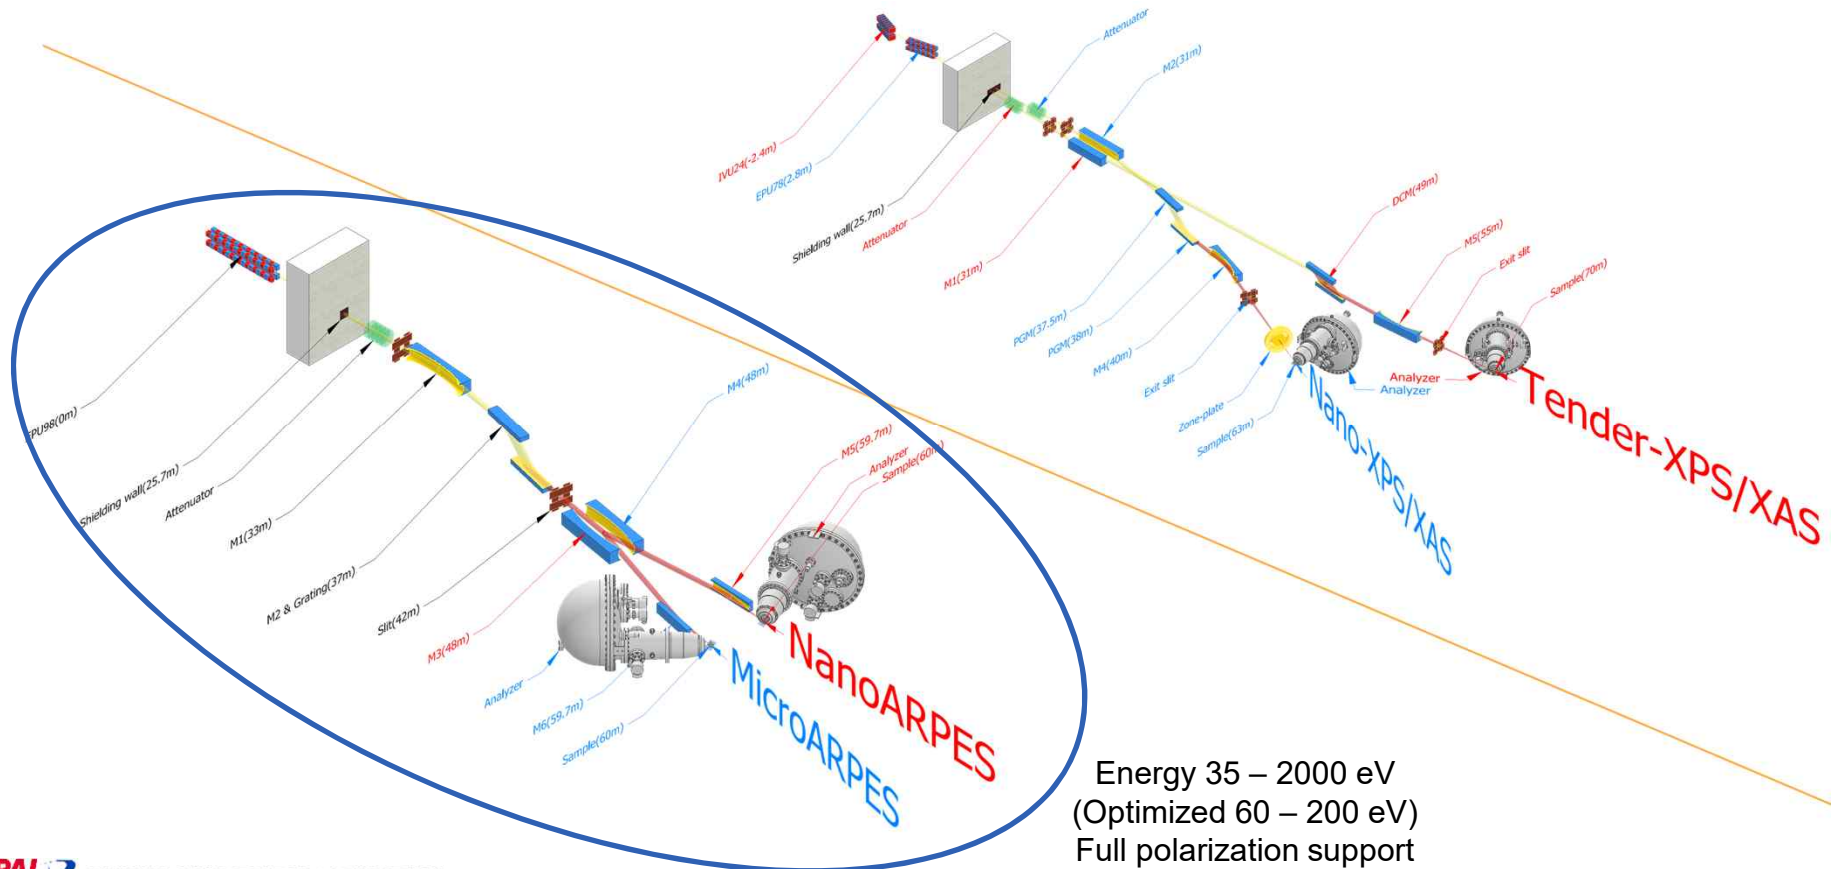 Attenuator
M2(31m)
IVU24(-2.4m)
EPU78(2.8m)
Shielding wall(25.7m)
Attenuator
M1(31m)
DCM(49m)
M5(55m)
Exit slit
Sample(70m)
PGM(37.5m)
PGM(38m)
M4(40m)
Exit slit
Zone-plate
Sample(63m)
Analyzer
Analyzer
Nano-XPS/XAS
Tender-XPS/XAS
EPU98(0m)
Shielding wall(25.7m)
Attenuator
M1(33m)
M2 & Grating(37m)
Slit(42m)
M3(48m)
M4(48m)
M5(59.7m)
Analyzer
Sample(60m)
Analyzer
M6(59.7m)
Sample(60m)
NanoARPES
MicroARPES
Energy 35 – 2000 eV
(Optimized 60 – 200 eV)
Full polarization support